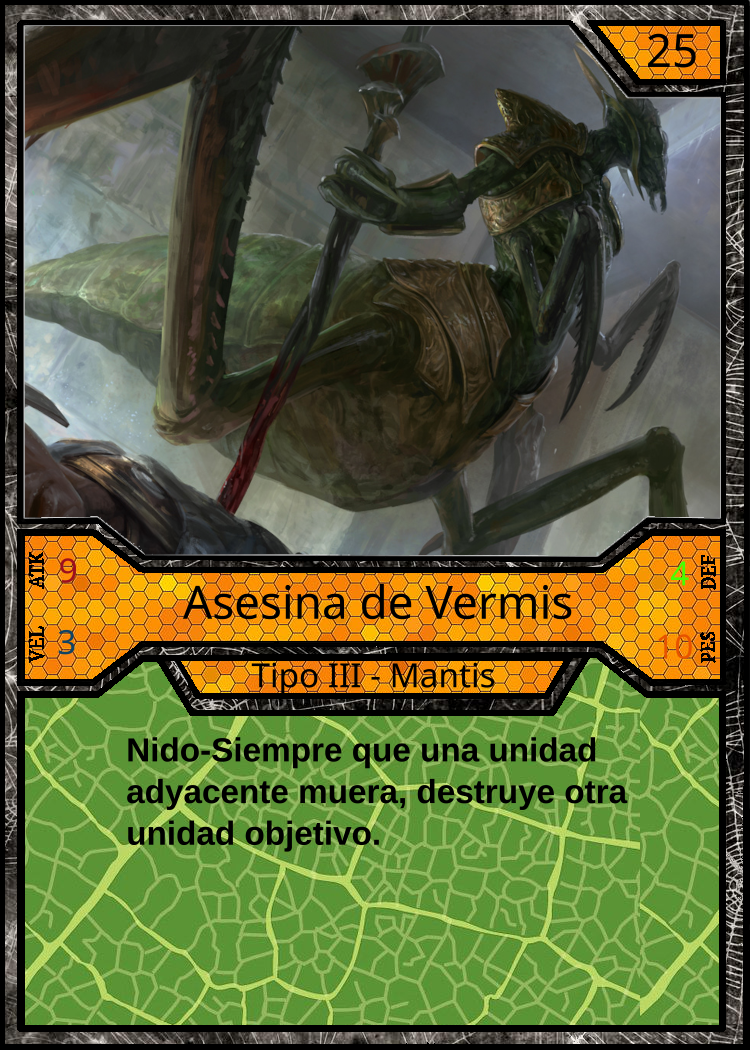 25
ATK 9
4 DEF
Asesina de Vermis
VEL 3
10 PES
Tipo III - Mantis
Nido-Siempre que una unidad
adyacente muera, destruye otra
unidad objetivo.